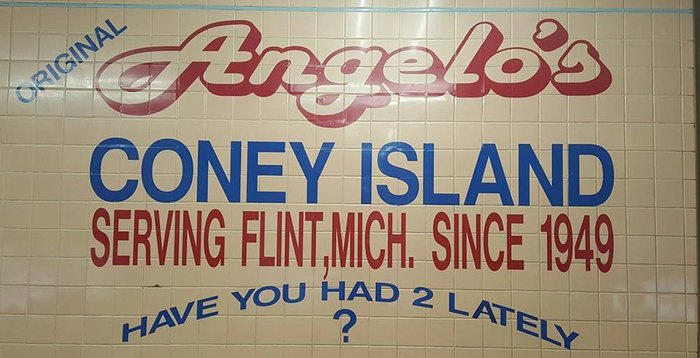 ORIGINAL
Angelo's
CONEY ISLAND
SERVING FLINT, MICH. SINCE 1949
HAVE YOU HAD 2 LATELY
?